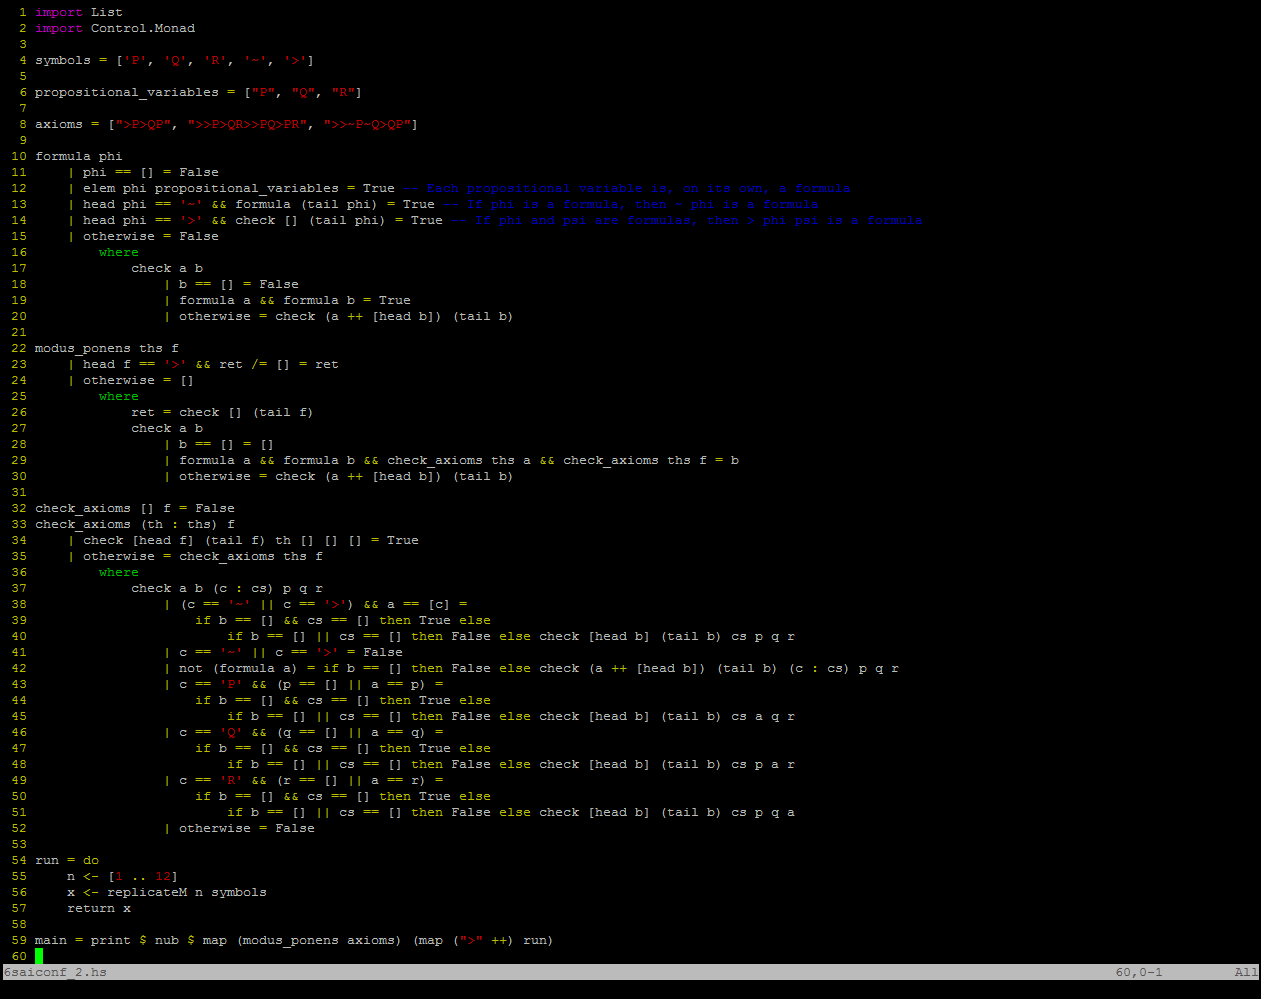 1 import List
2 import Control.Monad
3
4 symbols = ['P', 'Q', 'R', '~', '>']
5
6 propositional_variables = ["P", "Q", "R"]
7
8 axioms = [">P>QP", ">>P>QR>>PQ>PR", ">>~P~Q>QP"]
9
10 formula phi
11     | phi == [] = False
12     | elem phi propositional_variables = True -- Each propositional variable is, on its own, a formula
13     | head phi == '~' && formula (tail phi) = True -- If phi is a formula, then ~ phi is a formula
14     | head phi == '>' && check [] (tail phi) = True -- If phi and psi are formulas, then > phi psi is a formula
15     | otherwise = False
16         where
17             check a b
18                 | b == [] = False
19                 | formula a && formula b = True
20                 | otherwise = check (a ++ [head b]) (tail b)
21
22 modus_ponens ths f
23     | head f == '>' && ret /= [] = ret
24     | otherwise = []
25         where
26             ret = check [] (tail f)
27             check a b
28                 | b == [] = []
29                 | formula a && formula b && check_axioms ths a && check_axioms ths f = b
30                 | otherwise = check (a ++ [head b]) (tail b)
31
32 check_axioms [] f = False
33 check_axioms (th : ths) f
34     | check [head f] (tail f) th [] [] [] = True
35     | otherwise = check_axioms ths f
36         where
37             check a b (c : cs) p q r
38                 | (c == '~' || c == '>') && a == [c] =
39                     if b == [] && cs == [] then True else
40                         if b == [] || cs == [] then False else check [head b] (tail b) cs p q r
41                 | c == '~' || c == '>' = False
42                 | not (formula a) = if b == [] then False else check (a ++ [head b]) (tail b) (c : cs) p q r
43                 | c == 'P' && (p == [] || a == p) =
44                     if b == [] && cs == [] then True else
45                         if b == [] || cs == [] then False else check [head b] (tail b) cs a q r
46                 | c == 'Q' && (q == [] || a == q) =
47                     if b == [] && cs == [] then True else
48                         if b == [] || cs == [] then False else check [head b] (tail b) cs p a r
49                 | c == 'R' && (r == [] || a == r) =
50                     if b == [] && cs == [] then True else
51                         if b == [] || cs == [] then False else check [head b] (tail b) cs p q a
52                 | otherwise = False
53
54 run = do
55     n <- [1 .. 12]
56     x <- replicateM n symbols
57     return x
58
59 main = print $ nub $ map (modus_ponens axioms) (map (">" ++) run)
60
6saiconf_2.hs 60,0-1 All